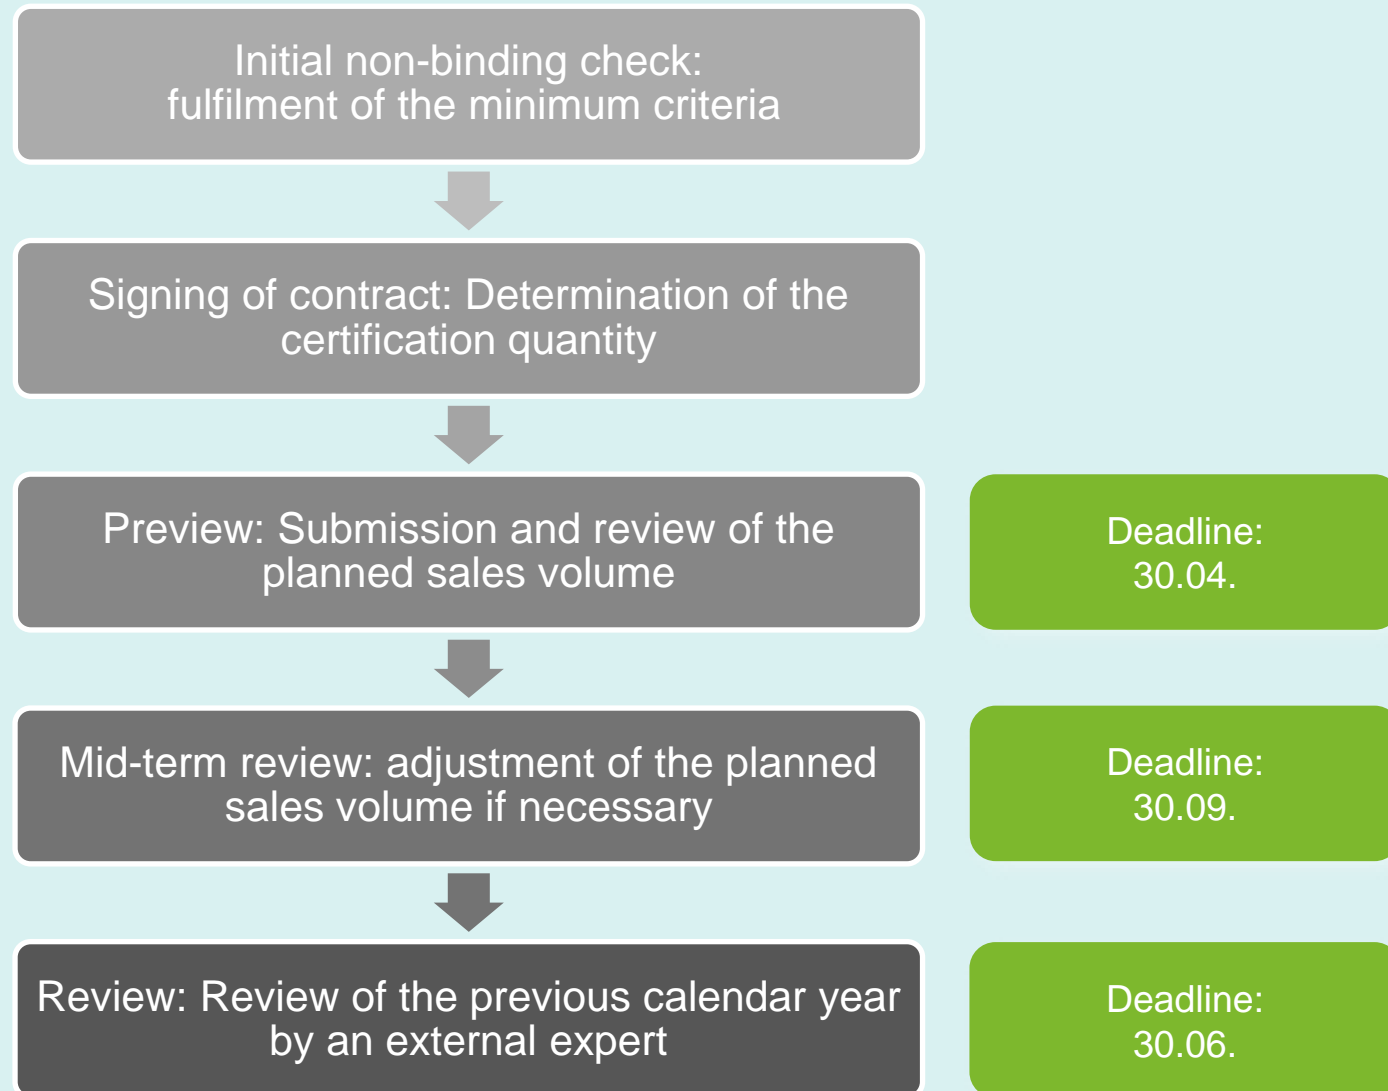 Initial non-binding check:
fulfilment of the minimum criteria
Signing of contract: Determination of the
certification quantity
Preview: Submission and review of the
planned sales volume
Deadline:
30.04.
Mid-term review: adjustment of the planned
sales volume if necessary
Deadline:
30.09.
Review: Review of the previous calendar year
by an external expert
Deadline:
30.06.